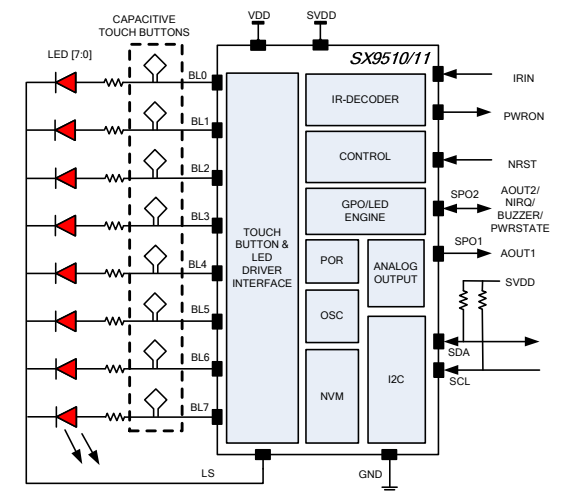 CAPACITIVE
TOUCH BUTTONS
VDD
SVDD
LED [7:0]
SX9510/11
BL0
BL1
BL2
BL3
BL4
BL5
BL6
BL7
TOUCH
BUTTON &
LED
DRIVER
INTERFACE
IR-DECODER
CONTROL
GPO/LED
ENGINE
POR
ANALOG
OUTPUT
OSC
NVM
I2C
IRIN
PWRON
NRST
SPO2
AOUT2/
NIRQ/
BUZZER/
PWRSTATE
SPO1
AOUT1
SVDD
SDA
SCL
LS
GND